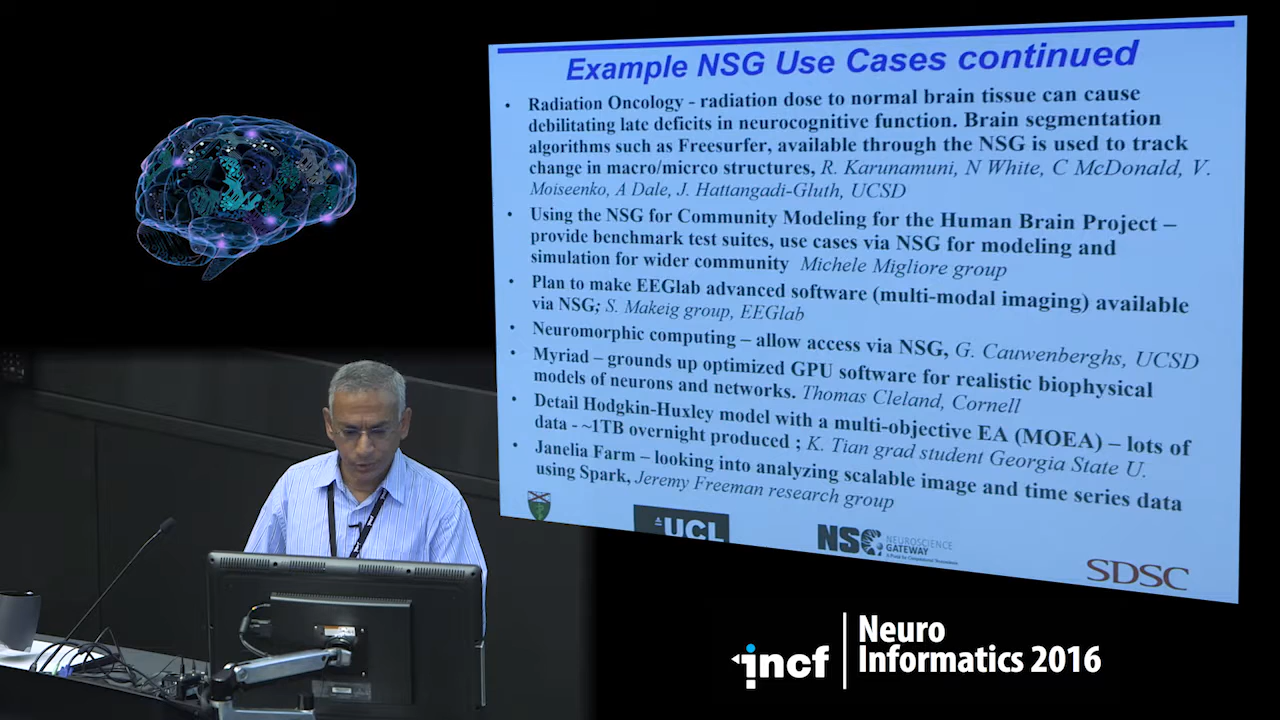 Example NSG Use Cases continued
• Radiation Oncology - radiation dose to normal brain tissue can cause
debilitating late deficits in neurocognitive function. Brain segmentation
algorithms such as Freesurfer, available through the NSG is used to track
change in macro/mircro structures, R. Karunamuni, N White, C McDonald, V.
Moiseenko, A Dale, J. Hattangadi-Gluth, UCSD
• Using the NSG for Community Modeling for the Human Brain Project –
provide benchmark test suites, use cases via NSG for modeling and
simulation for wider community Michele Migliore group
• Plan to make EEGlab advanced software (multi-modal imaging) available
via NSG; S. Makeig group, EEGlab
• Neuromorphic computing – allow access via NSG, G. Cauwenberghs, UCSD
• Myriad – grounds up optimized GPU software for realistic biophysical
models of neurons and networks. Thomas Cleland, Cornell
• Detail Hodgkin-Huxley model with a multi-objective EA (MOEA) – lots of
data - ~1TB overnight produced ; K. Tian grad student Georgia State U.
• Janelia Farm – looking into analyzing scalable image and time series data
using Spark, Jeremy Freeman research group
UCL
NSG NEUROSCIENCE
GATEWAY
SDSC
incf
Neuro
Informatics 2016